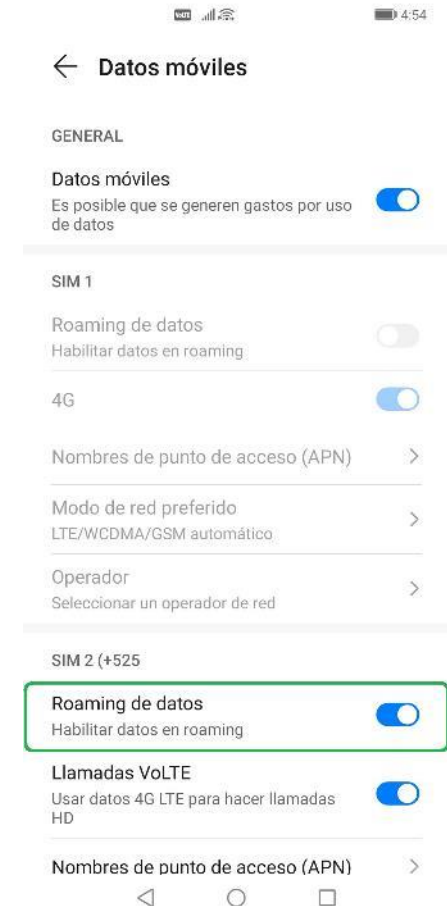 VoLTE 4:54
Datos móviles
GENERAL
Datos móviles
Es posible que se generen gastos por uso
de datos
SIM 1
Roaming de datos
Habilitar datos en roaming
4G
Nombres de punto de acceso (APN)
Modo de red preferido
LTE/WCDMA/GSM automático
Operador
Seleccionar un operador de red
SIM 2 (+525
Roaming de datos
Habilitar datos en roaming
Llamadas VoLTE
Usar datos 4G LTE para hacer llamadas
HD
Nombres de punto de acceso (APN)